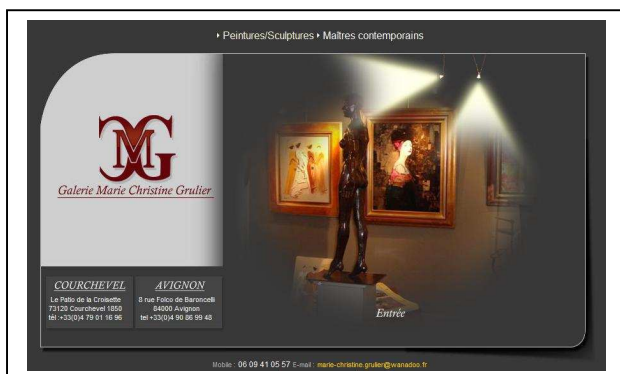 Peintures/Sculptures Maîtres contemporains
CMG
Galerie Marie Christine Grulier
COURCHEVEL
Le Patio de la Croisette
73120 Courchevel 1850
tél :+33(0)4 79 01 16 96
AVIGNON
8 rue Folco de Baroncelli
84000 Avignon
tel +33(0)4 90 86 99 48
Entrée
Mobile : 06 09 41 05 57 E-mail : marie-christine.grulier@wanadoo.fr